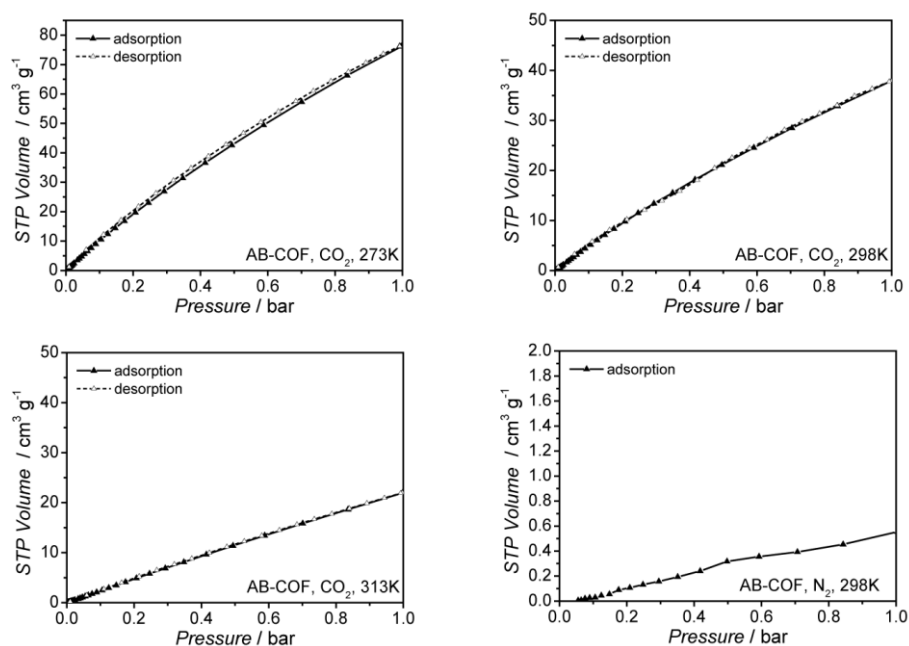 80
70
60
50
40
30
20
10
0
STP Volume / cm³ g⁻¹
adsorption
desorption
AB-COF, CO₂, 273K
0.0 0.2 0.4 0.6 0.8 1.0
Pressure / bar
50
40
30
20
10
0
STP Volume / cm³ g⁻¹
adsorption
desorption
AB-COF, CO₂, 298K
0.0 0.2 0.4 0.6 0.8 1.0
Pressure / bar
50
40
30
20
10
0
STP Volume / cm³ g⁻¹
adsorption
desorption
AB-COF, CO₂, 313K
0.0 0.2 0.4 0.6 0.8 1.0
Pressure / bar
2.0
1.8
1.6
1.4
1.2
1.0
0.8
0.6
0.4
0.2
0.0
STP Volume / cm³ g⁻¹
adsorption
AB-COF, N₂, 298K
0.0 0.2 0.4 0.6 0.8 1.0
Pressure / bar